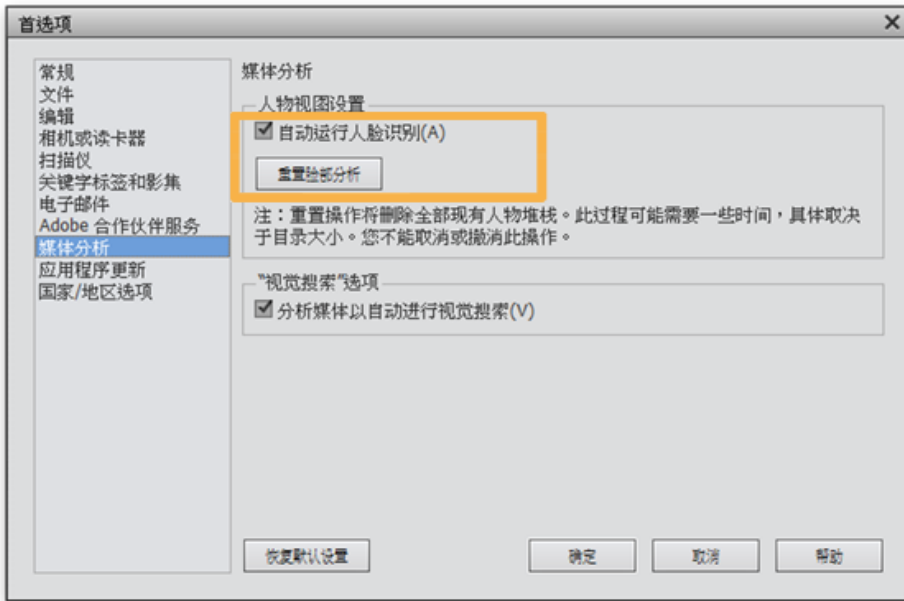 首选项
常规
文件
编辑
相机或读卡器
扫描仪
关键字标签和影集
电子邮件
Adobe 合作伙伴服务
媒体分析
应用程序更新
国家/地区选项
媒体分析
人物视图设置
自动运行人脸识别(A)
重置脸部分析
注：重置操作将删除全部现有人物堆栈。此过程可能需要一些时间，具体取决
于目录大小。您不能取消或撤消此操作。
“视觉搜索”选项
分析媒体以自动进行视觉搜索(V)
恢复默认设置
确定
取消
帮助